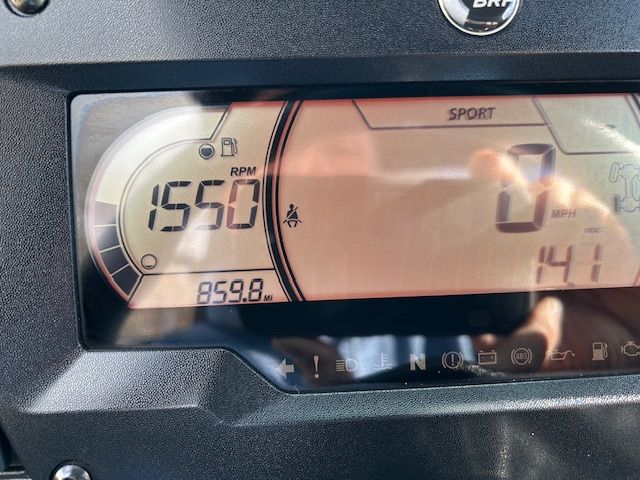 BRP
SPORT
RPM
1550
0
MPH
VDC
14.1
859.8 MI
N
ABS